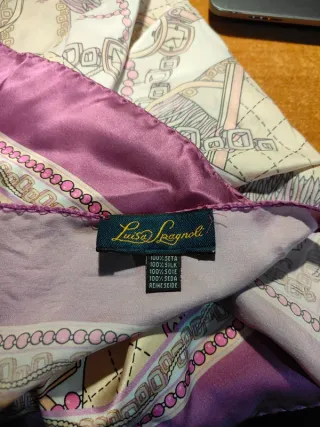 Luisa Spagnoli
100% SETA
100% SILK
100% SOIE
100% SEDA
REINE SEIDE